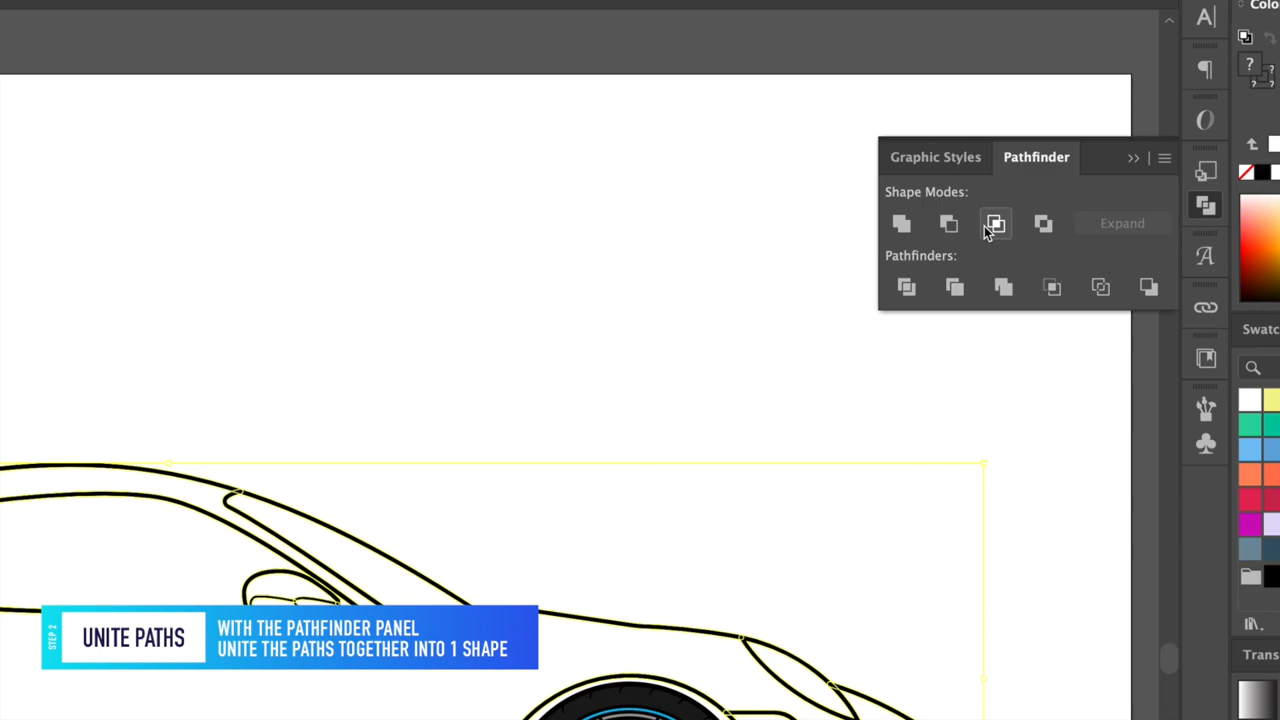 Colo
Graphic Styles
Pathfinder
Shape Modes:
Expand
Pathfinders:
Swatc
STEP 2
UNITE PATHS
WITH THE PATHFINDER PANEL
UNITE THE PATHS TOGETHER INTO 1 SHAPE
Trans